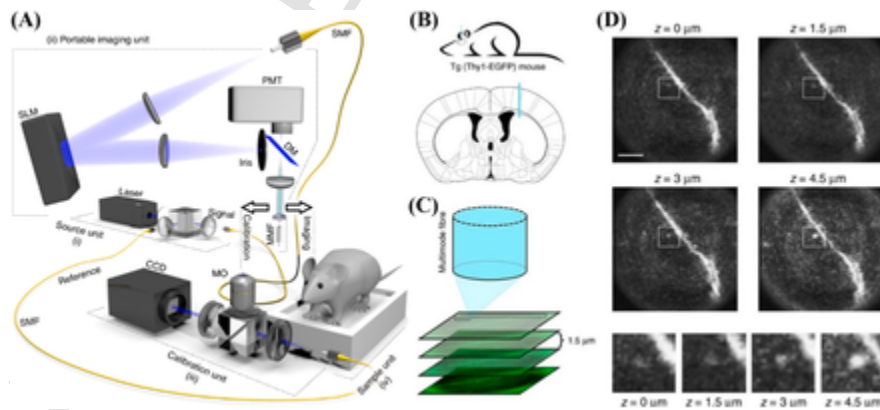 (A)
(ii) Portable imaging unit
SMF
PMT
SLM
Iris
DM
Laser
Signal
Source unit
(i)
Calibration
Imaging
Reference
CCD
MO
SMF
Calibration unit
(iii)
Sample unit
(iv)
(B)
Tg (Thy1-EGFP) mouse
(C)
Multimode fibre
1.5 μm
(D)
z = 0 μm
z = 1.5 μm
z = 3 μm
z = 4.5 μm
z = 0 μm
z = 1.5 μm
z = 3 μm
z = 4.5 μm